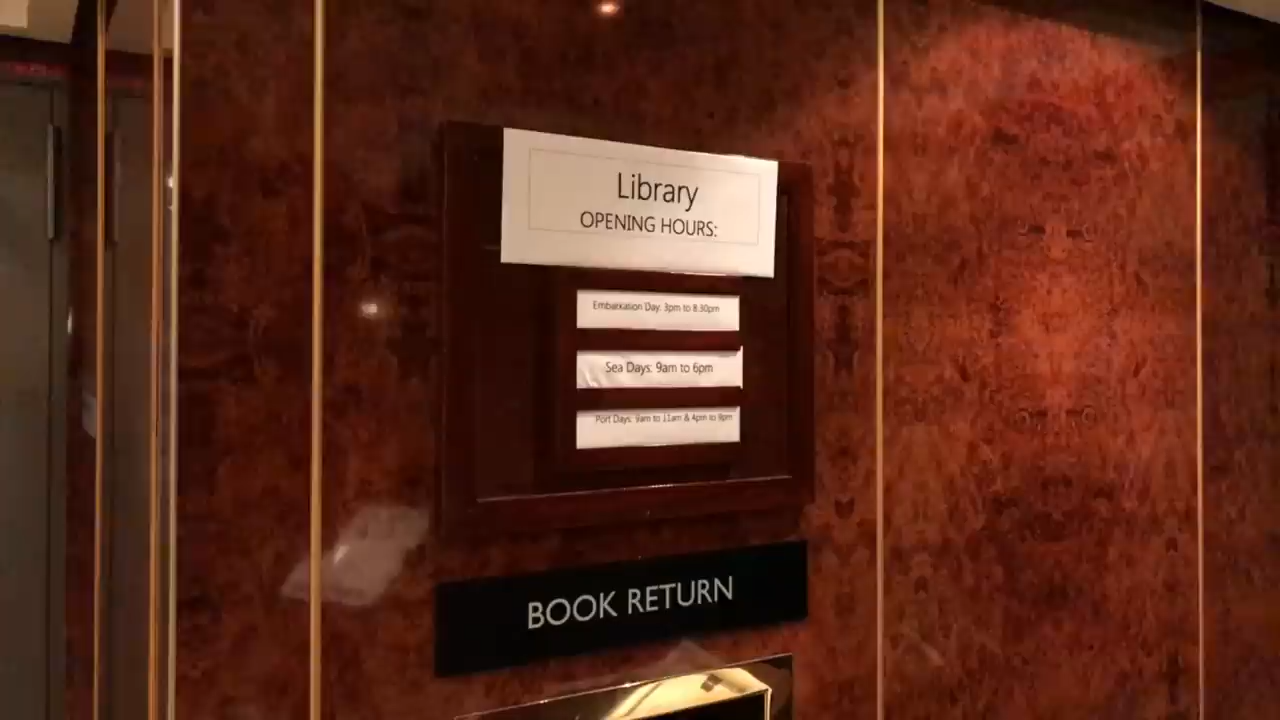 Library
OPENING HOURS:
Embarkation Day: 3pm to 8.30pm
Sea Days: 9am to 6pm
Port Days: 9am to 11am & 4pm to 9pm
BOOK RETURN